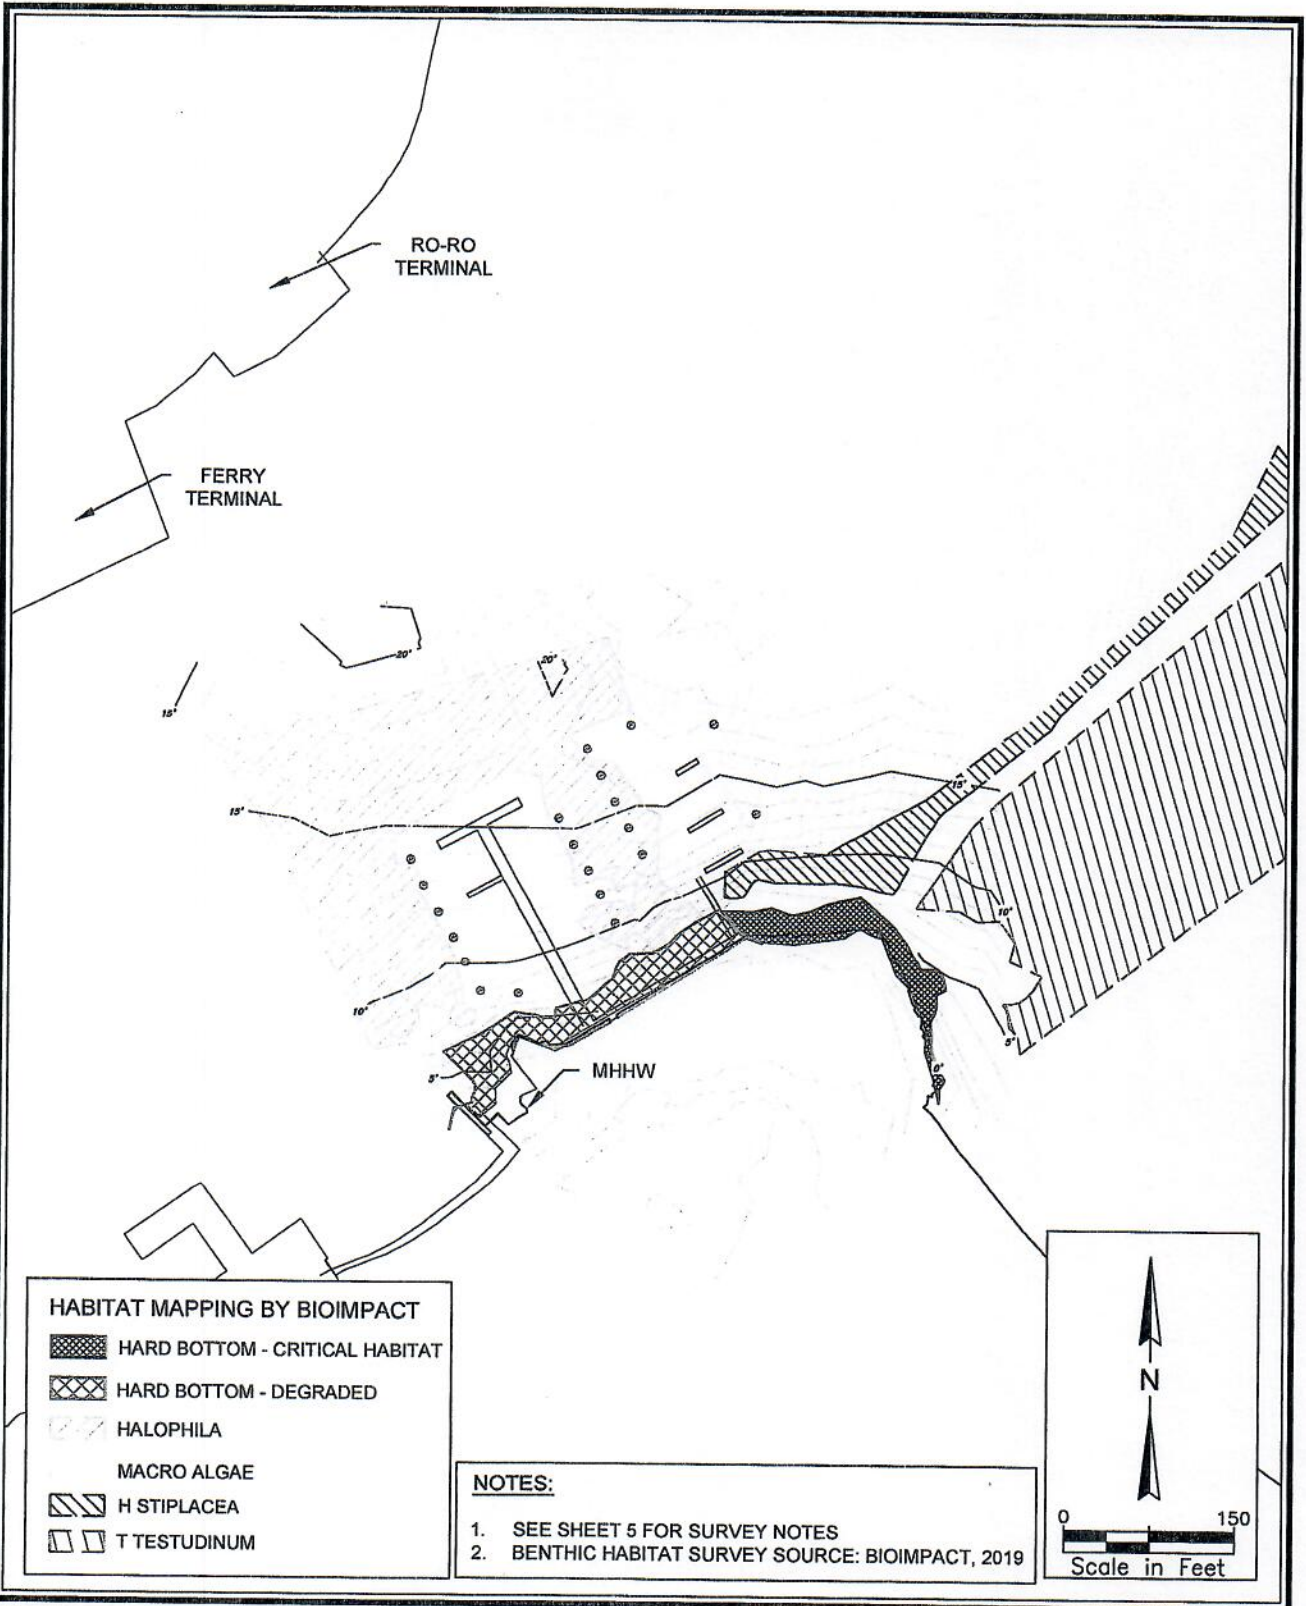 RO-RO
TERMINAL
FERRY
TERMINAL
20'
20'
15'
15'
15'
10'
10'
5'
5'
0'
MHHW
HABITAT MAPPING BY BIOIMPACT
HARD BOTTOM - CRITICAL HABITAT
HARD BOTTOM - DEGRADED
HALOPHILA
MACRO ALGAE
H STIPLACEA
T TESTUDINUM
NOTES:
1. SEE SHEET 5 FOR SURVEY NOTES
2. BENTHIC HABITAT SURVEY SOURCE: BIOIMPACT, 2019
N
0 150
Scale in Feet